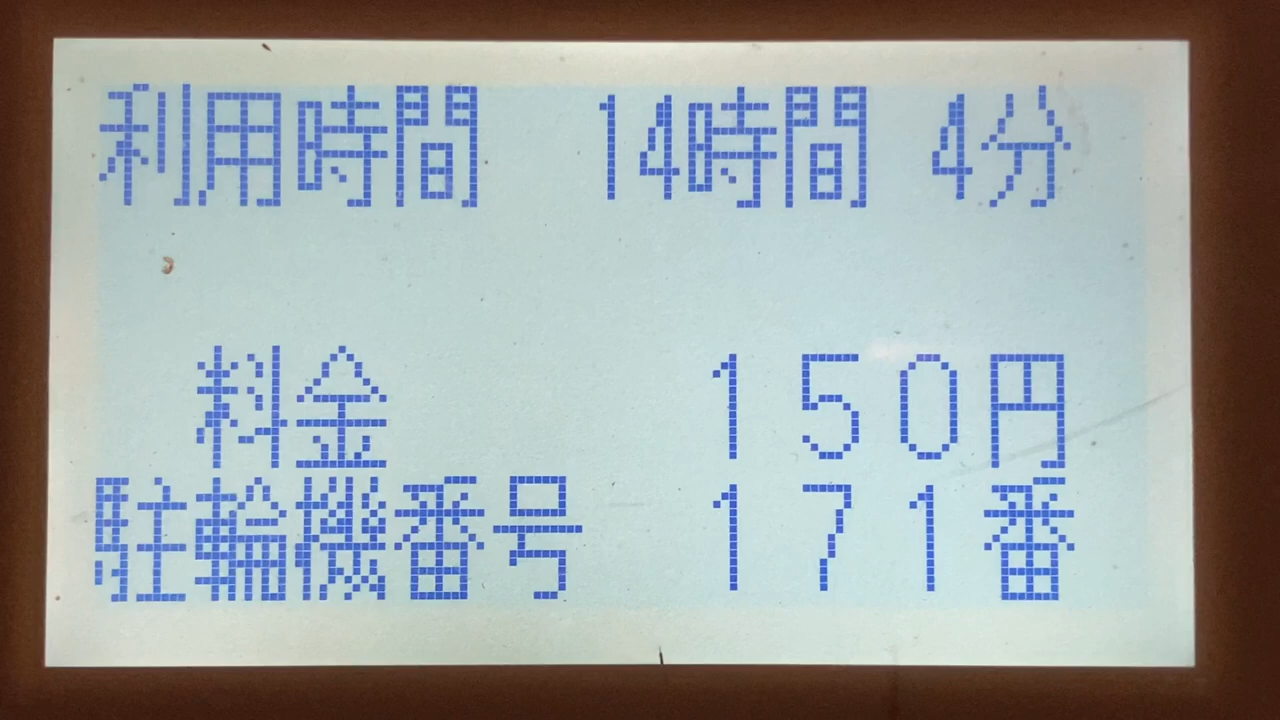 利用時間 14時間 4分
料金 150円
駐輪機番号 171番